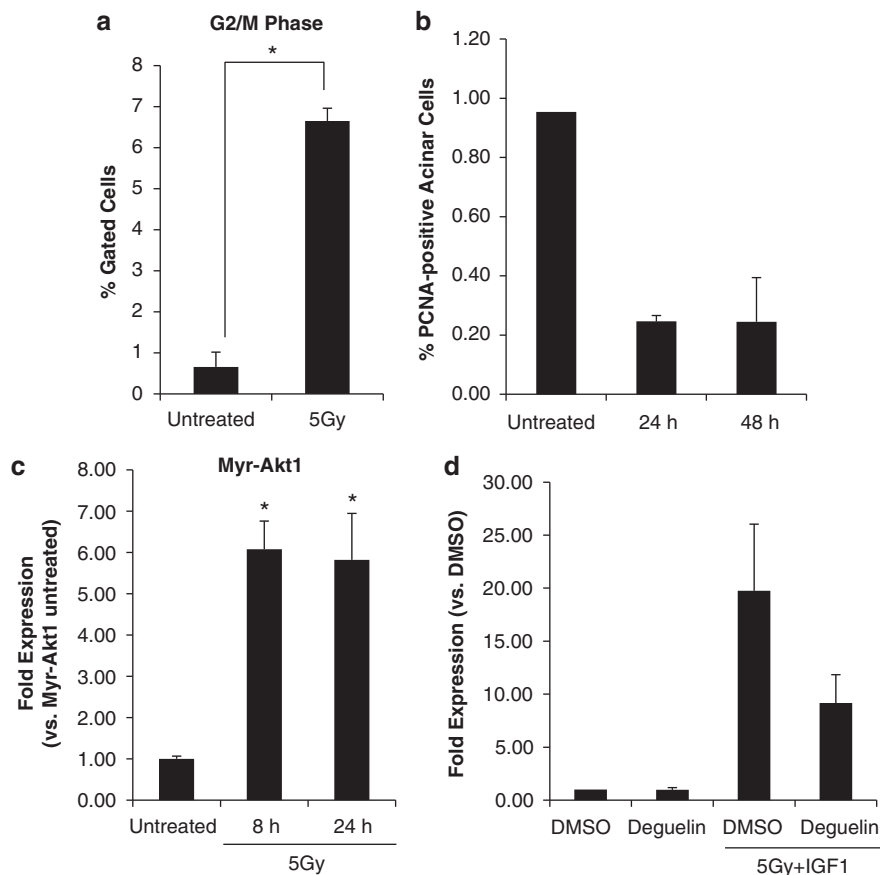 a
G2/M Phase
*
8
7
6
5
4
3
2
1
0
% Gated Cells
Untreated
5Gy
b
1.20
1.00
0.80
0.60
0.40
0.20
0.00
% PCNA-positive Acinar Cells
Untreated
24 h
48 h
c
Myr-Akt1
8.00
7.00
6.00
5.00
4.00
3.00
2.00
1.00
0.00
Fold Expression
(vs. Myr-Akt1 untreated)
*
*
Untreated
8 h
24 h
5Gy
d
30.00
25.00
20.00
15.00
10.00
5.00
0.00
Fold Expression (vs. DMSO)
DMSO
Deguelin
DMSO
Deguelin
5Gy+IGF1